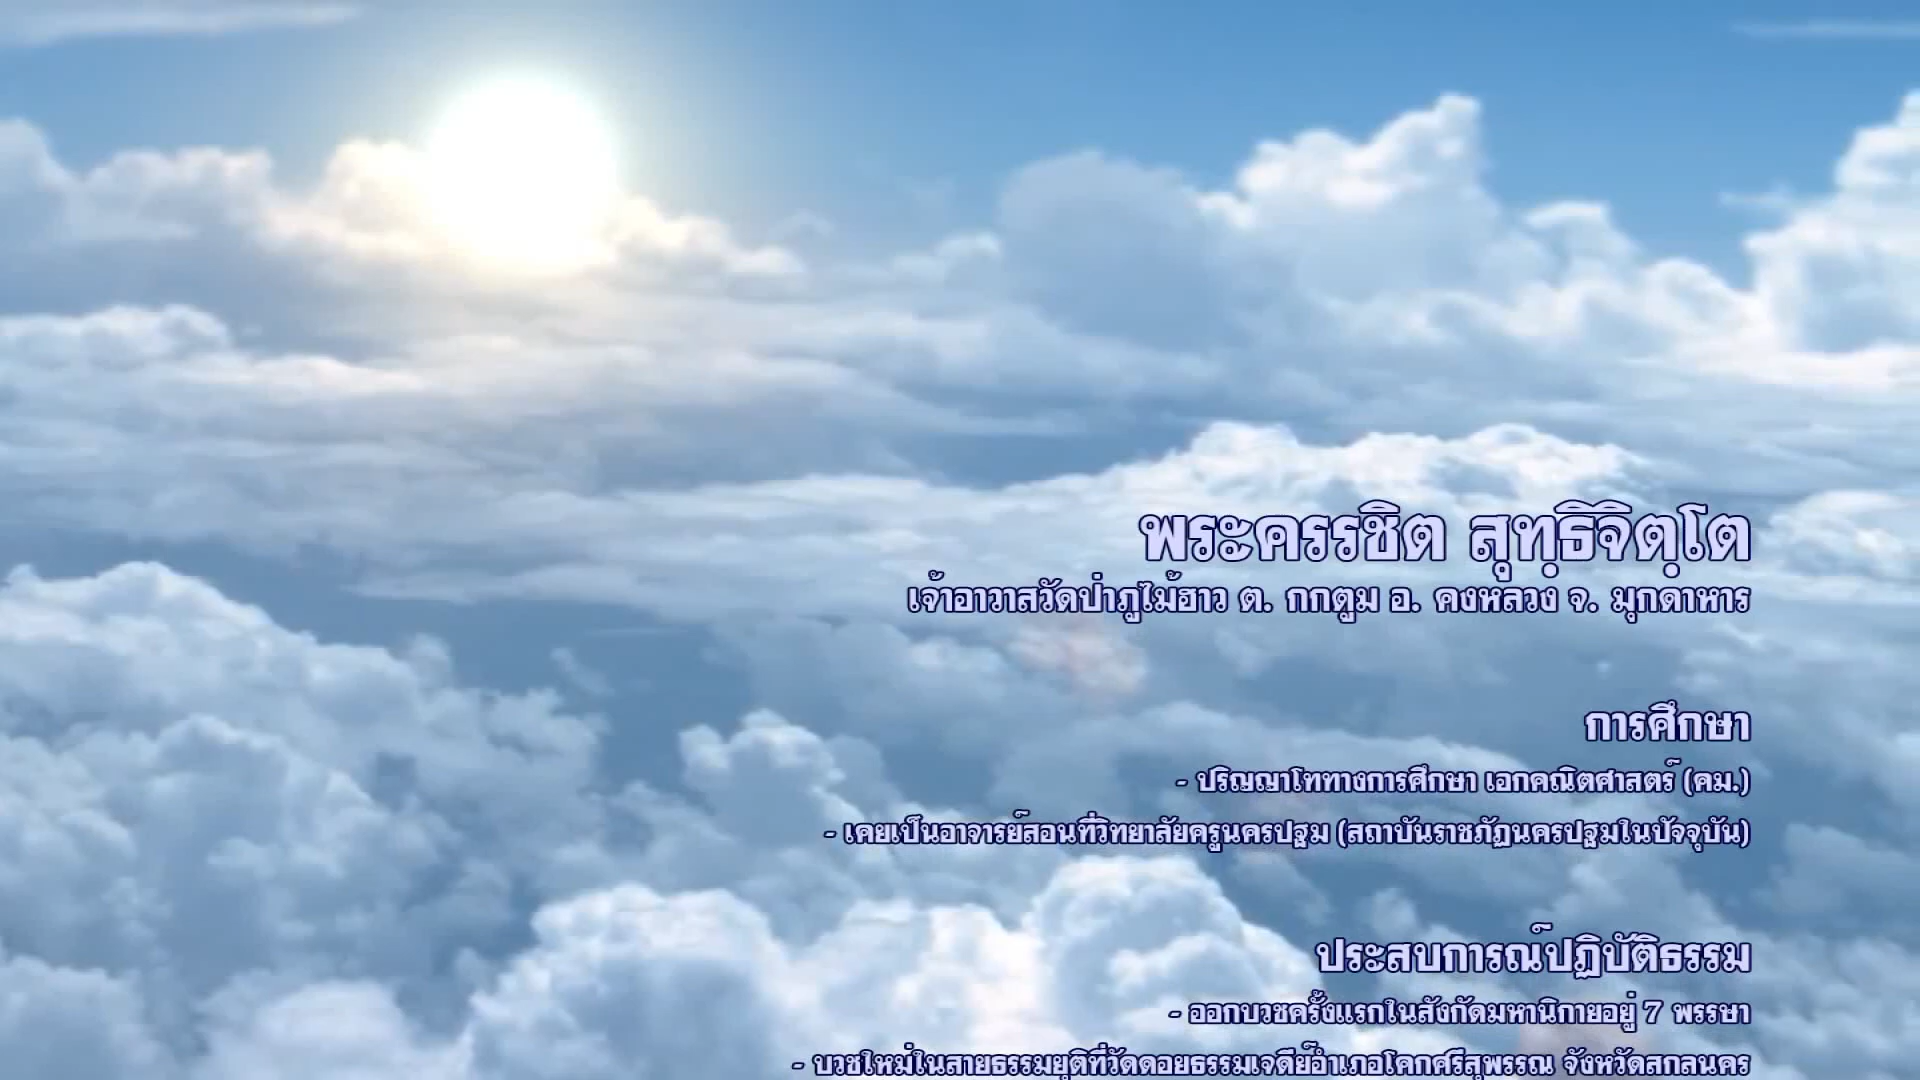 พระครรชิต สุทฺธิจิตฺโต
เจ้าอาวาสวัดป่าภูไม้ฮาว ต. กกตูม อ. ดงหลวง จ. มุกดาหาร
การศึกษา
- ปริญญาโททางการศึกษา เอกคณิตศาสตร์ (คม.)
- เคยเป็นอาจารย์สอนที่วิทยาลัยครูนครปฐม (สถาบันราชภัฏนครปฐมในปัจจุบัน)
ประสบการณ์ปฏิบัติธรรม
- ออกบวชครั้งแรกในสังกัดมหานิกายอยู่ 7 พรรษา
- บวชใหม่ในสายธรรมยุติที่วัดดอยธรรมเจดีย์อำเภอโคกศรีสุพรรณ จังหวัดสกลนคร